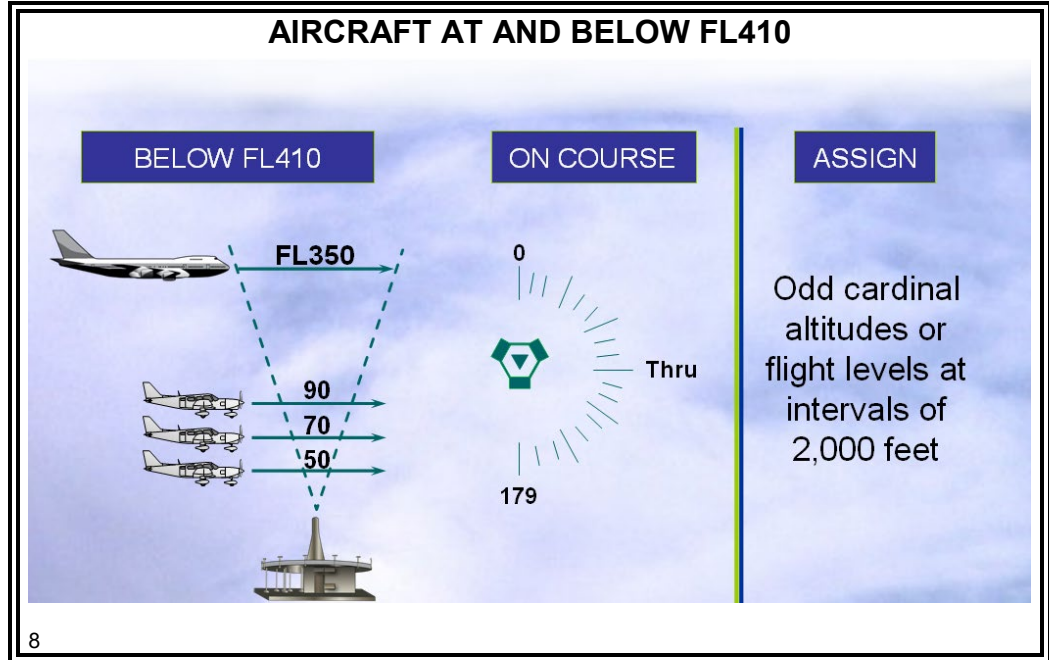 AIRCRAFT AT AND BELOW FL410
BELOW FL410
ON COURSE
ASSIGN
FL350
90
70
50
0
Thru
179
Odd cardinal
altitudes or
flight levels at
intervals of
2,000 feet
8